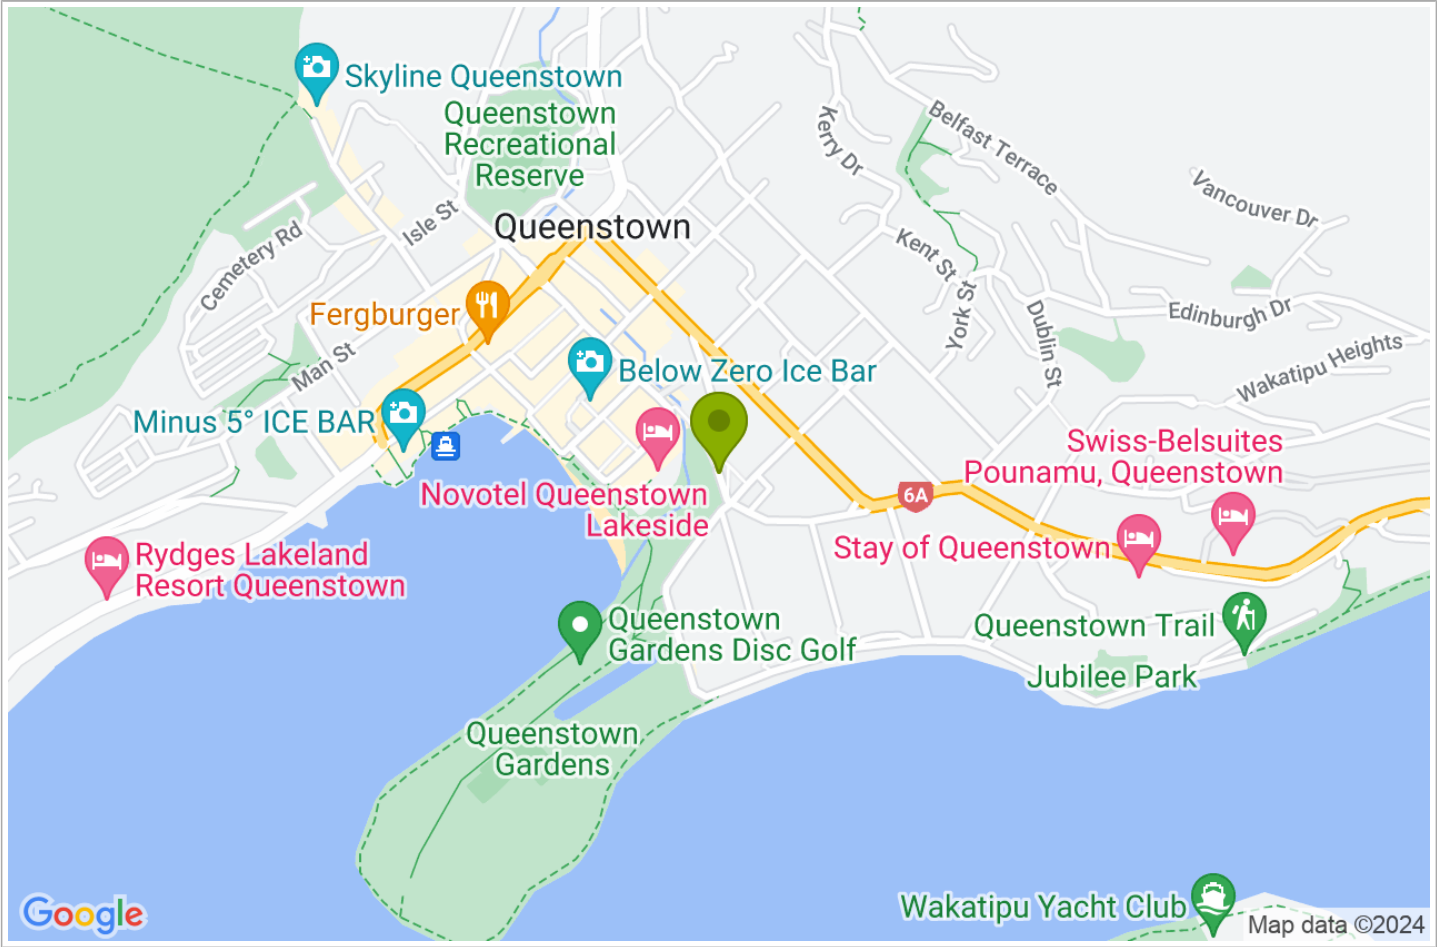 Skyline Queenstown
Queenstown
Recreational
Reserve
Belfast Terrace
Kerry Dr
Vancouver Dr
Isle St
Queenstown
Cemetery Rd
Kent St
York St
Dublin St
Edinburgh Dr
Fergburger
Man St
Wakatipu Heights
Below Zero Ice Bar
Minus 5° ICE BAR
Swiss-Belsuites
Pounamu, Queenstown
Novotel Queenstown
Lakeside
6A
Stay of Queenstown
Rydges Lakeland
Resort Queenstown
Queenstown
Gardens Disc Golf
Queenstown Trail
Jubilee Park
Queenstown
Gardens
Wakatipu Yacht Club
Google
Map data ©2024